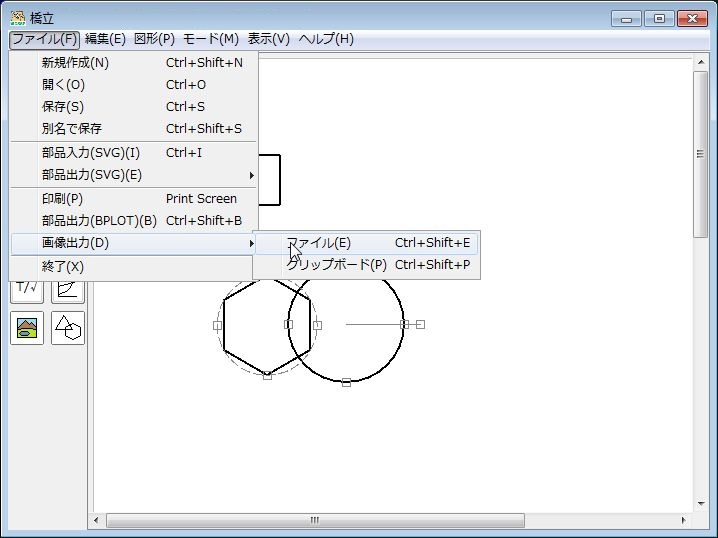 橋立
ファイル(F) 編集(E) 図形(P) モード(M) 表示(V) ヘルプ(H)
新規作成(N) Ctrl+Shift+N
開く(O) Ctrl+O
保存(S) Ctrl+S
別名で保存 Ctrl+Shift+S
部品入力(SVG)(I) Ctrl+I
部品出力(SVG)(E)
印刷(P) Print Screen
部品出力(BPLOT)(B) Ctrl+Shift+B
画像出力(D)
ファイル(E) Ctrl+Shift+E
クリップボード(P) Ctrl+Shift+P
終了(X)
T/√